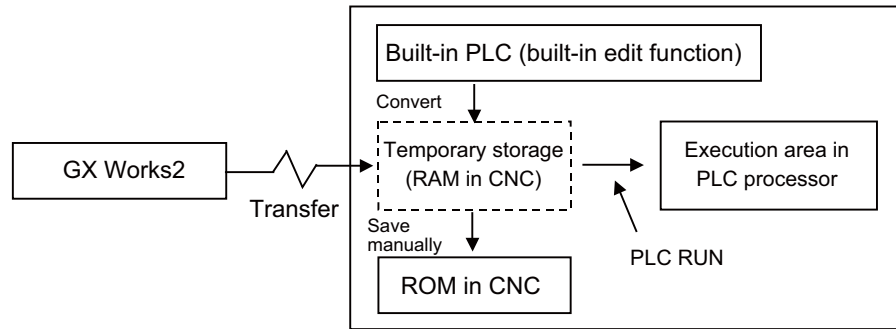 Built-in PLC (built-in edit function)
Convert
Temporary storage
(RAM in CNC)
Execution area in
PLC processor
GX Works2
Transfer
Save
manually
PLC RUN
ROM in CNC